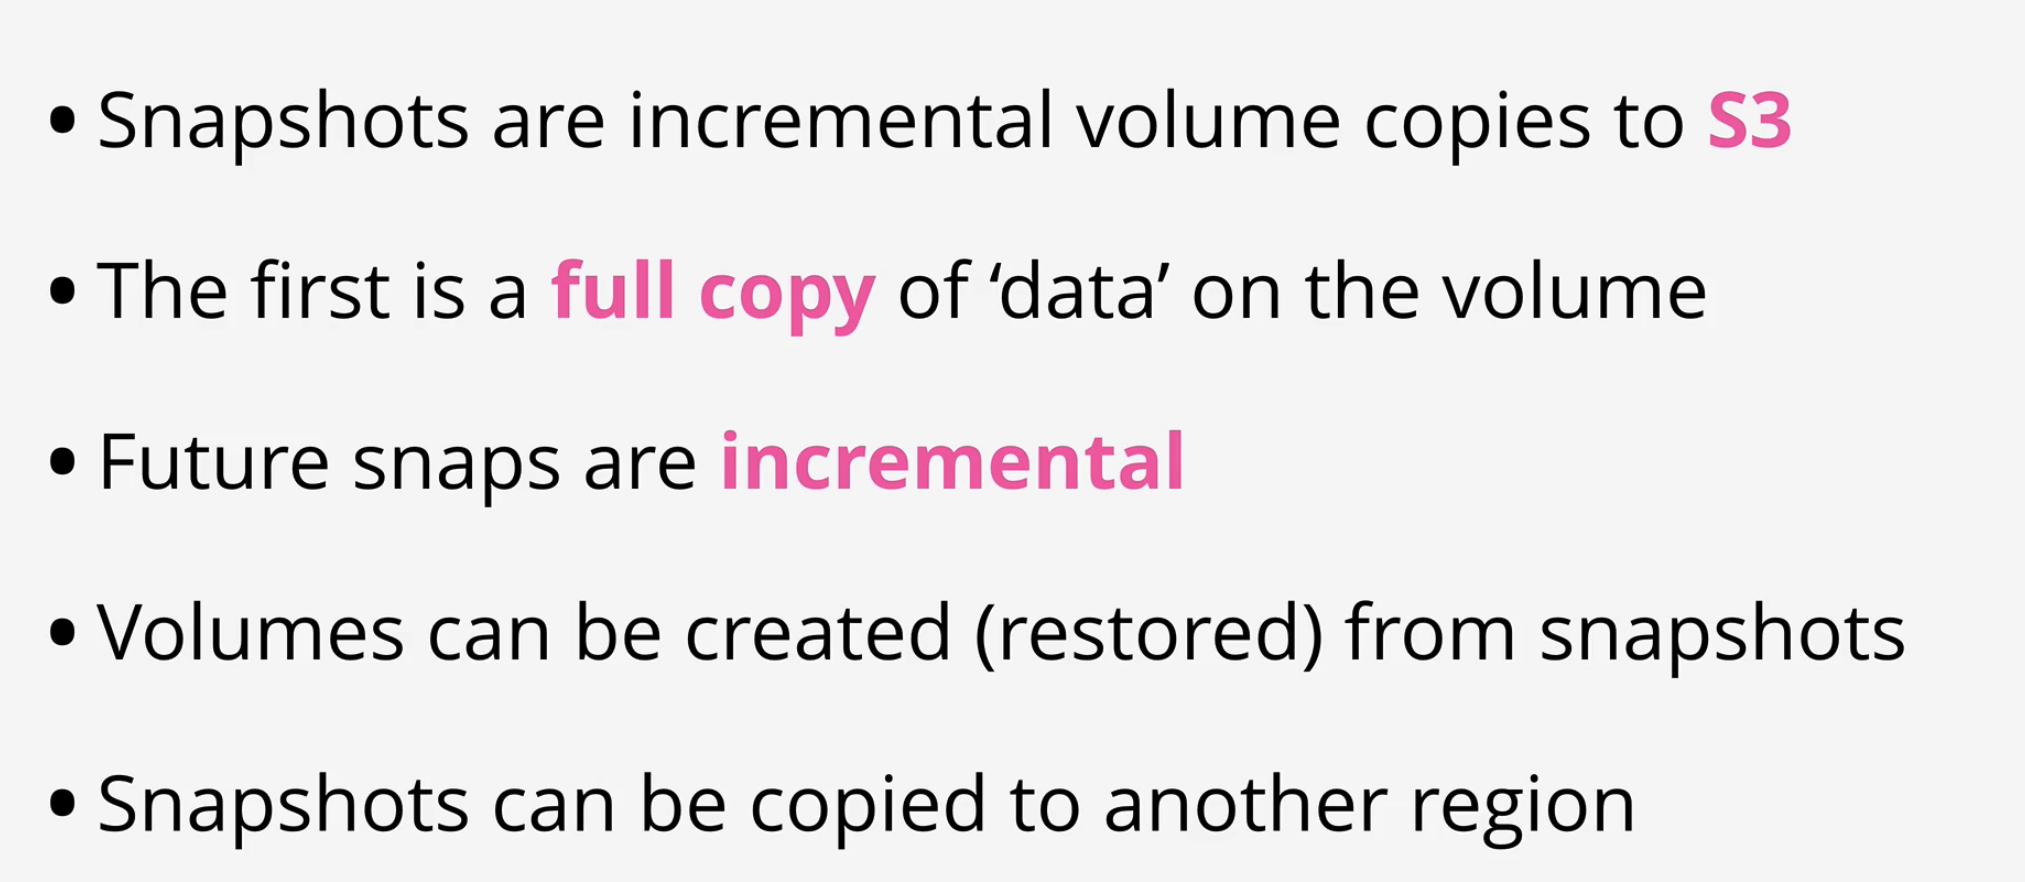 • Snapshots are incremental volume copies to S3
• The first is a full copy of ‘data’ on the volume
• Future snaps are incremental
• Volumes can be created (restored) from snapshots
• Snapshots can be copied to another region